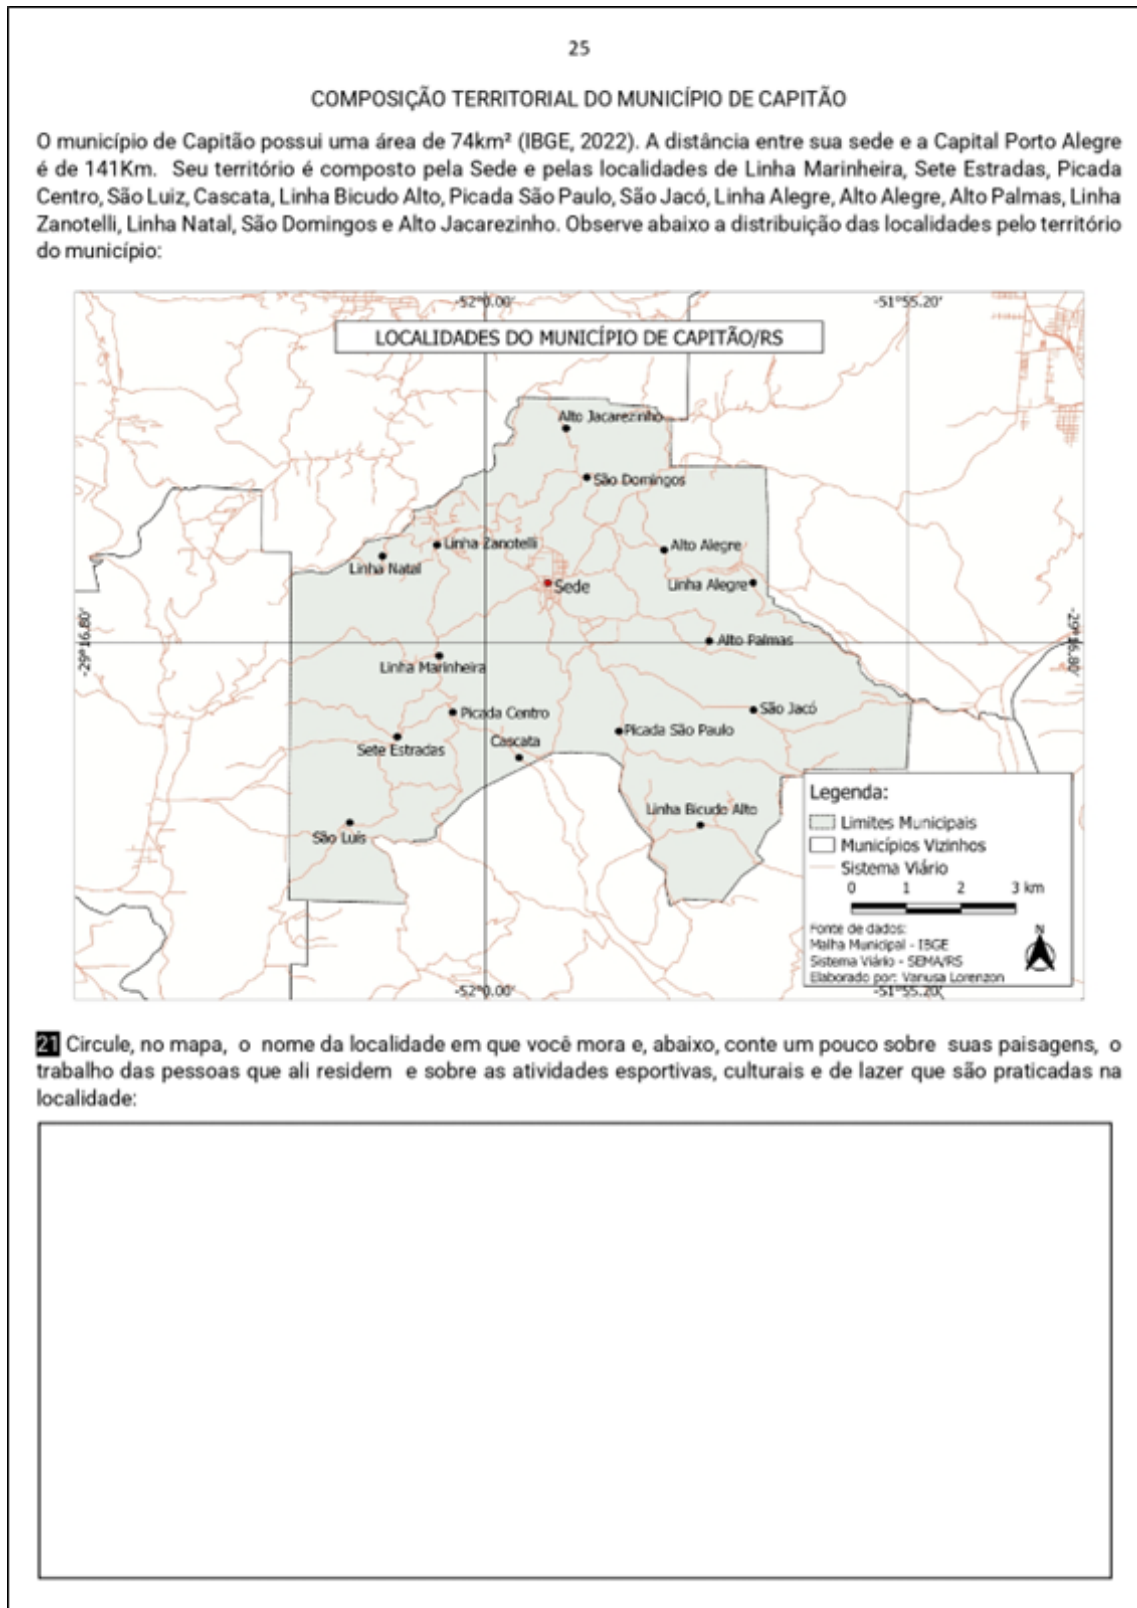 25
COMPOSIÇÃO TERRITORIAL DO MUNICÍPIO DE CAPITÃO
O município de Capitão possui uma área de 74km² (IBGE, 2022). A distância entre sua sede e a Capital Porto Alegre
é de 141Km. Seu território é composto pela Sede e pelas localidades de Linha Marinheira, Sete Estradas, Picada
Centro, São Luiz, Cascata, Linha Bicudo Alto, Picada São Paulo, São Jacó, Linha Alegre, Alto Alegre, Alto Palmas, Linha
Zanotelli, Linha Natal, São Domingos e Alto Jacarezinho. Observe abaixo a distribuição das localidades pelo território
do município:
-52°0.00'
-51°55.20'
LOCALIDADES DO MUNICÍPIO DE CAPITÃO/RS
Alto Jacarezinho
São Domingos
Linha Zanotelli
Alto Alegre
Linha Natal
Sede
Linha Alegre
-29°16.80'
-29°16.80'
Alto Palmas
Linha Marinheira
Picada Centro
São Jacó
Picada São Paulo
Sete Estradas
Cascata
Linha Bicudo Alto
São Luis
Legenda:
Limites Municipais
Municípios Vizinhos
Sistema Viário
0 1 2 3 km
Fonte de dados:
Malha Municipal - IBGE
Sistema Viário - SEMA/RS
Elaborado por: Vanusa Lorenzon
N
-52°0.00'
-51°55.20'
21 Circule, no mapa, o nome da localidade em que você mora e, abaixo, conte um pouco sobre suas paisagens, o
trabalho das pessoas que ali residem e sobre as atividades esportivas, culturais e de lazer que são praticadas na
localidade: